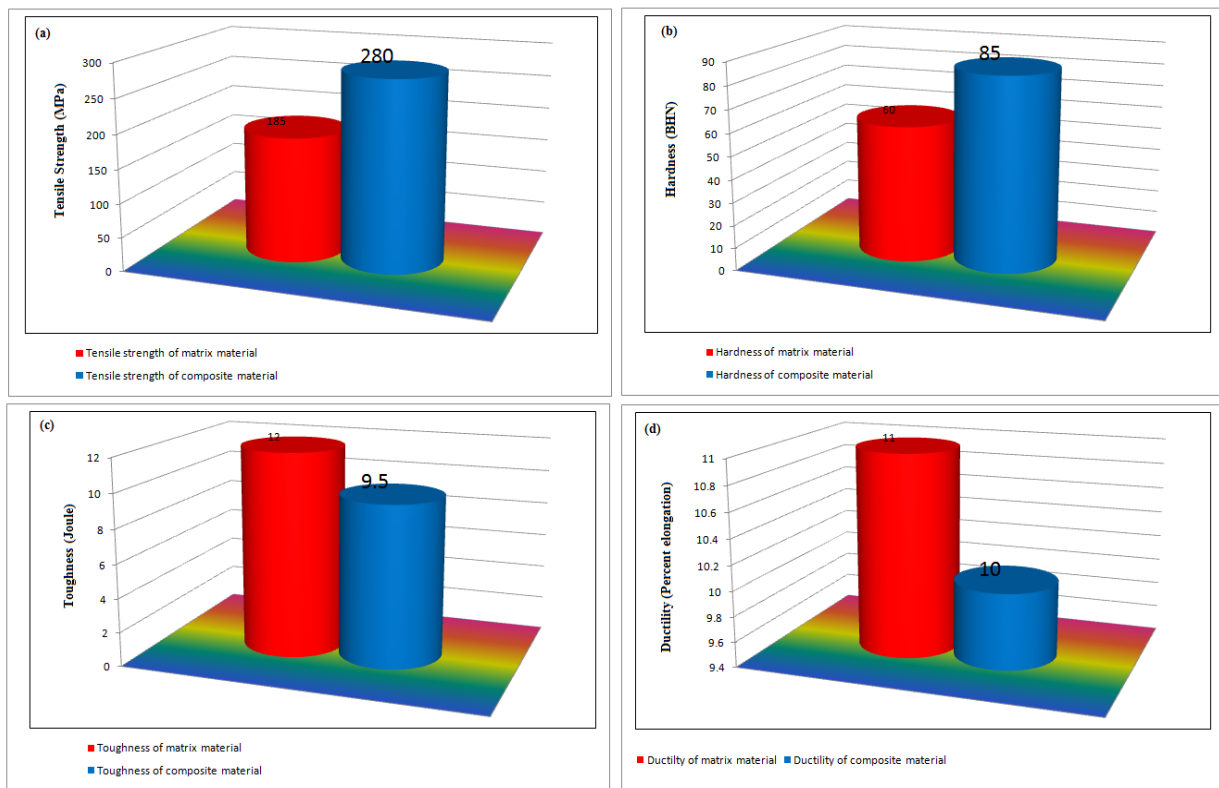 (a)
280
185
300
250
200
150
100
50
0
Tensile Strength (MPa)
Tensile strength of matrix material
Tensile strength of composite material
(b)
85
60
90
80
70
60
50
40
30
20
10
0
Hardness (BHN)
Hardness of matrix material
Hardness of composite material
(c)
12
9.5
12
10
8
6
4
2
0
Toughness (Joule)
Toughness of matrix material
Toughness of composite material
(d)
11
10
11
10.8
10.6
10.4
10.2
10
9.8
9.6
9.4
Ductility (Percent elongation)
Ductilty of matrix material Ductility of composite material